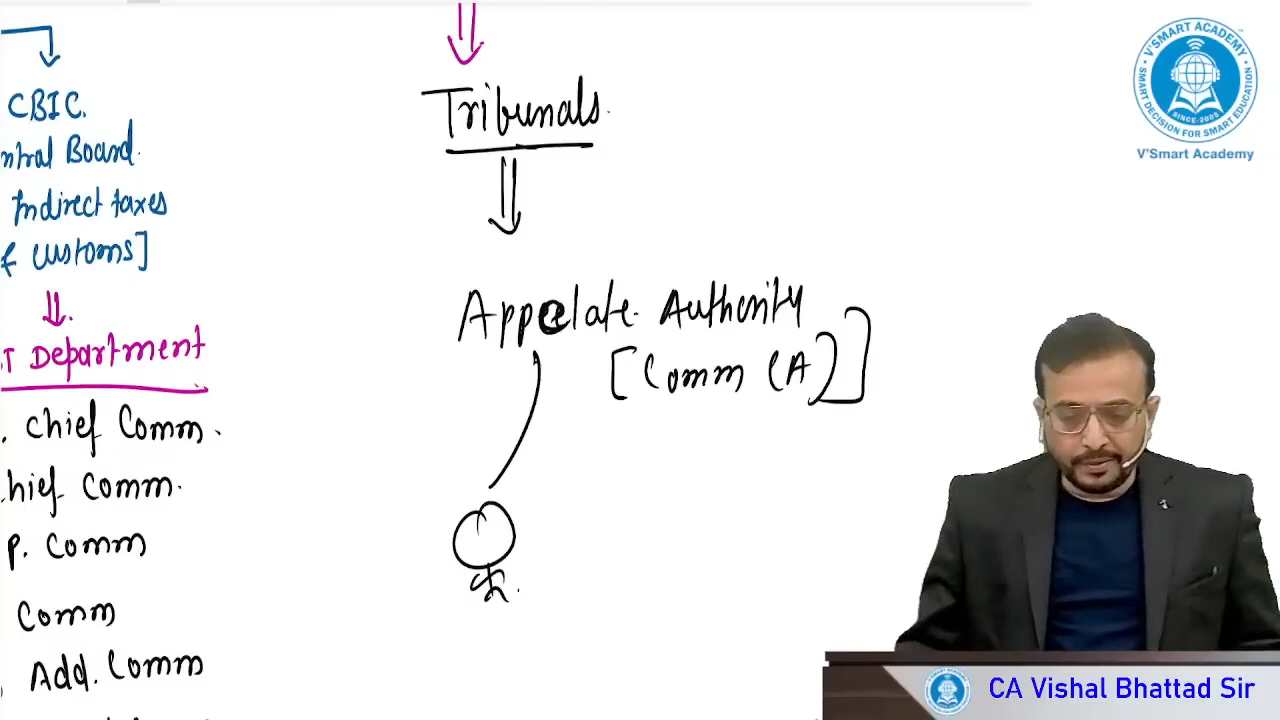 CBIC.
ntral Board
Indirect taxes
f Customs]
T Department
. Chief Comm.
hief Comm.
p. Comm
Comm
Add. Comm
Tribunals.
Appelate Authority
[Comm (A)]
V'SMART ACADEMY
SMART DECISION FOR SMART EDUCATION
SINCE-2005
V'Smart Academy
CA Vishal Bhattad Sir